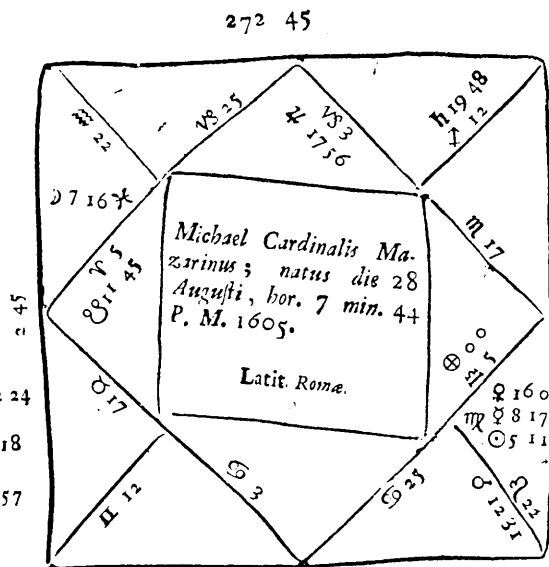 272 45
♒ 22
♑ 25
♑ 3
♃ 17 56
♄ 19 48
♐ 12
☽ 7 16 ♓
♏ 17
Michael Cardinalis Ma-
zarinus; natus die 28
Auguſti, hor. 7 min. 44
P. M. 1605.
Latit. Romæ.
♈ 5
☋ 11 45
2 45
⊗ 0 0
♎ 5
24
18
57
♉ 17
♀ 16 0
♍ ☿ 8 17
☉ 5 11
♊ 12
♋ 3
♋ 25
♌ 22
♂ 12 31